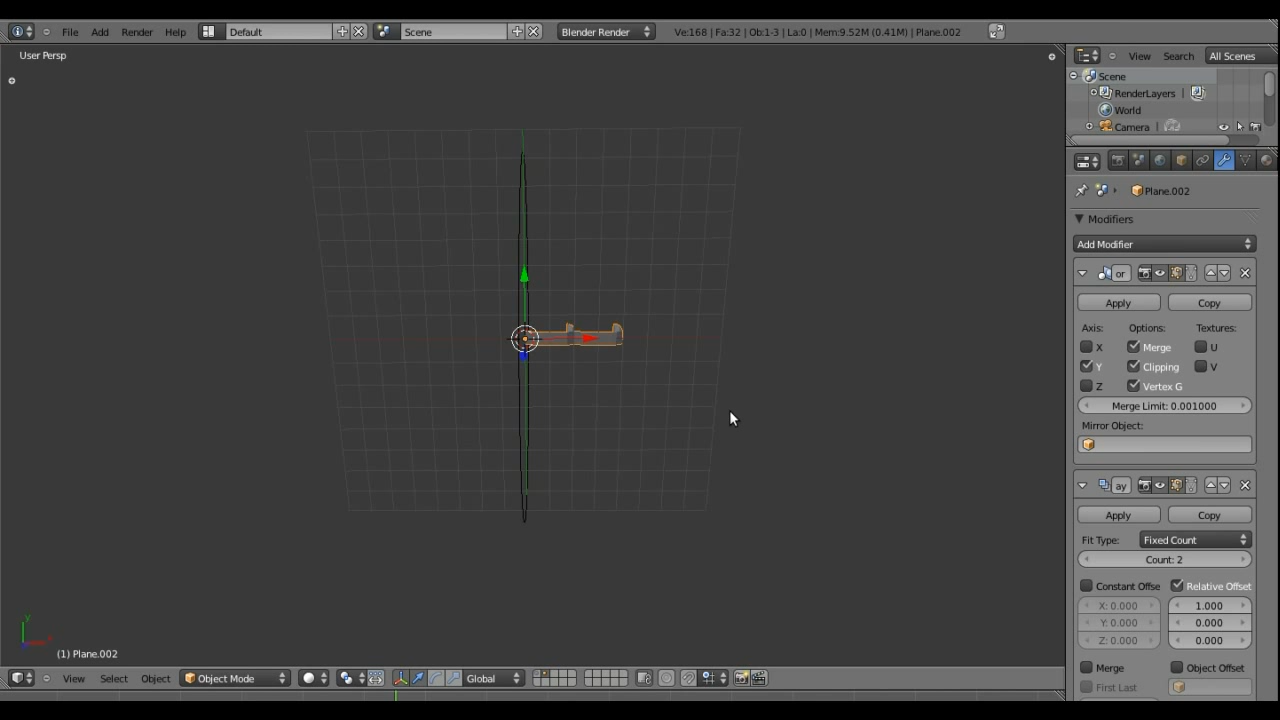 File Add Render Help Default Scene Blender Render Ve:168 | Fa:32 | Ob:1-3 | La:0 | Mem:9.52M (0.41M) | Plane.002
User Persp
View Search All Scenes
Scene
RenderLayers |
World
Camera |
Plane.002
Modifiers
Add Modifier
or
Apply Copy
Axis: Options: Textures:
X Merge U
Y Clipping V
Z Vertex G
Merge Limit: 0.001000
Mirror Object:
ay
Apply Copy
Fit Type: Fixed Count
Count: 2
Constant Offse Relative Offset
X: 0.000 1.000
Y: 0.000 0.000
Z: 0.000 0.000
Merge Object Offset
First Last
y
x
(1) Plane.002
View Select Object Object Mode Global